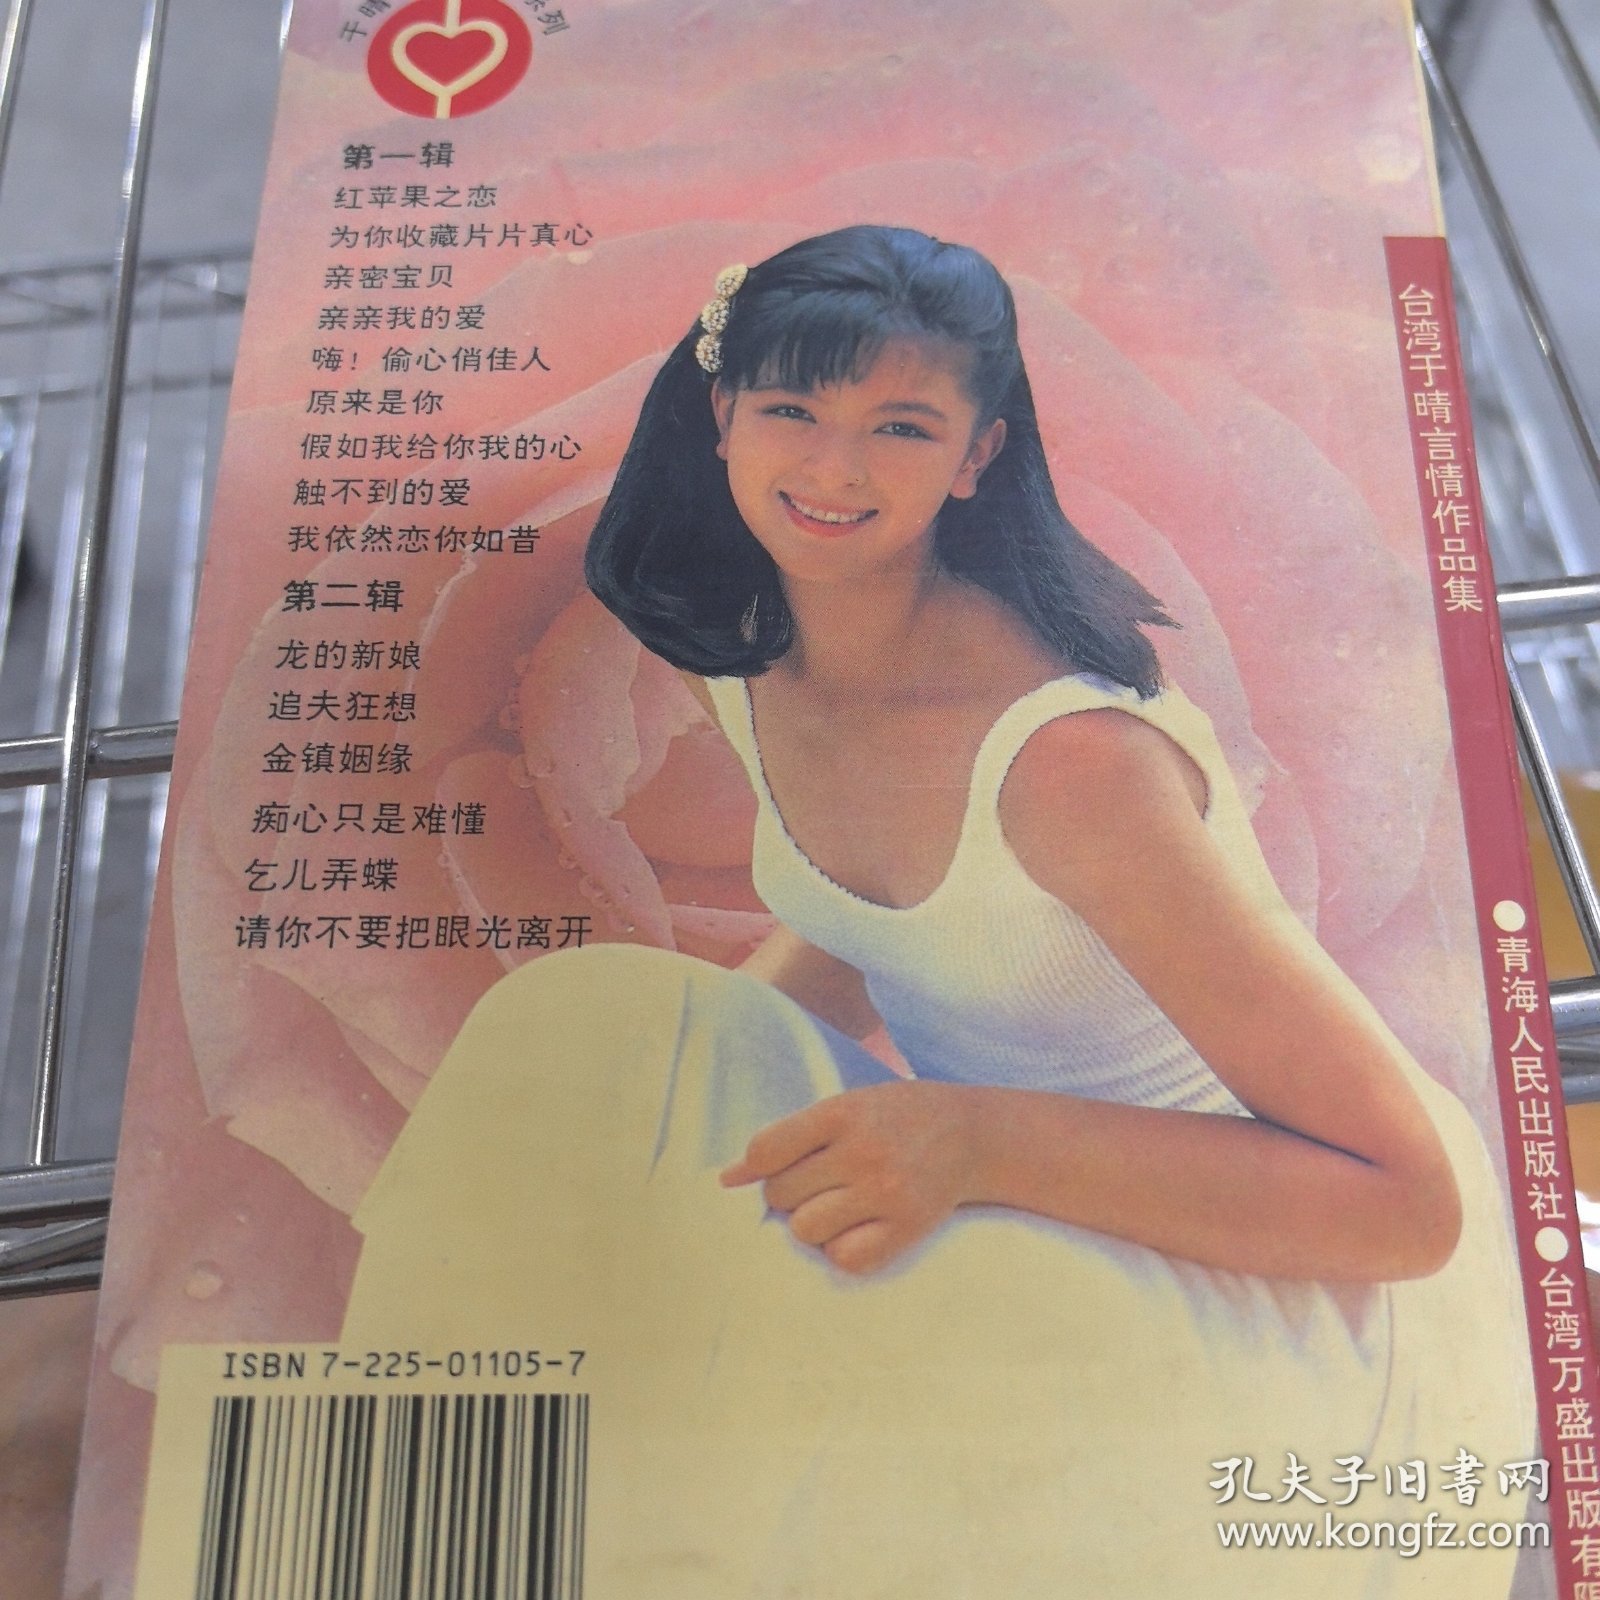 于晴
系列
第一辑
红苹果之恋
为你收藏片片真心
亲密宝贝
亲亲我的爱
嗨！偷心俏佳人
原来是你
假如我给你我的心
触不到的爱
我依然恋你如昔
第二辑
龙的新娘
追夫狂想
金镇姻缘
痴心只是难懂
乞儿弄蝶
请你不要把眼光离开
ISBN 7-225-01105-7
台湾于晴言情作品集
●青海人民出版社●台湾万盛出版有限
孔夫子旧书网
www.kongfz.com